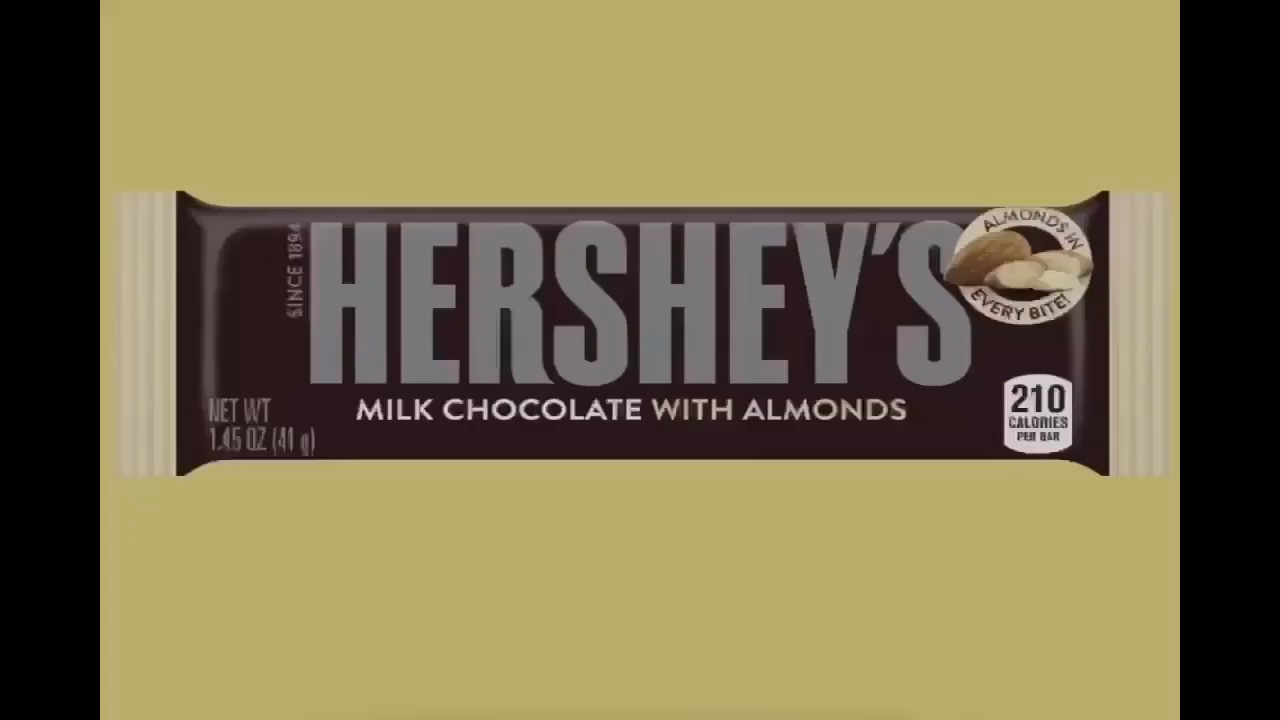 SINCE 1894
HERSHEY'S
ALMONDS IN
EVERY BITE!
MILK CHOCOLATE WITH ALMONDS
NET WT
1.45 OZ (41 g)
210
CALORIES
PER BAR